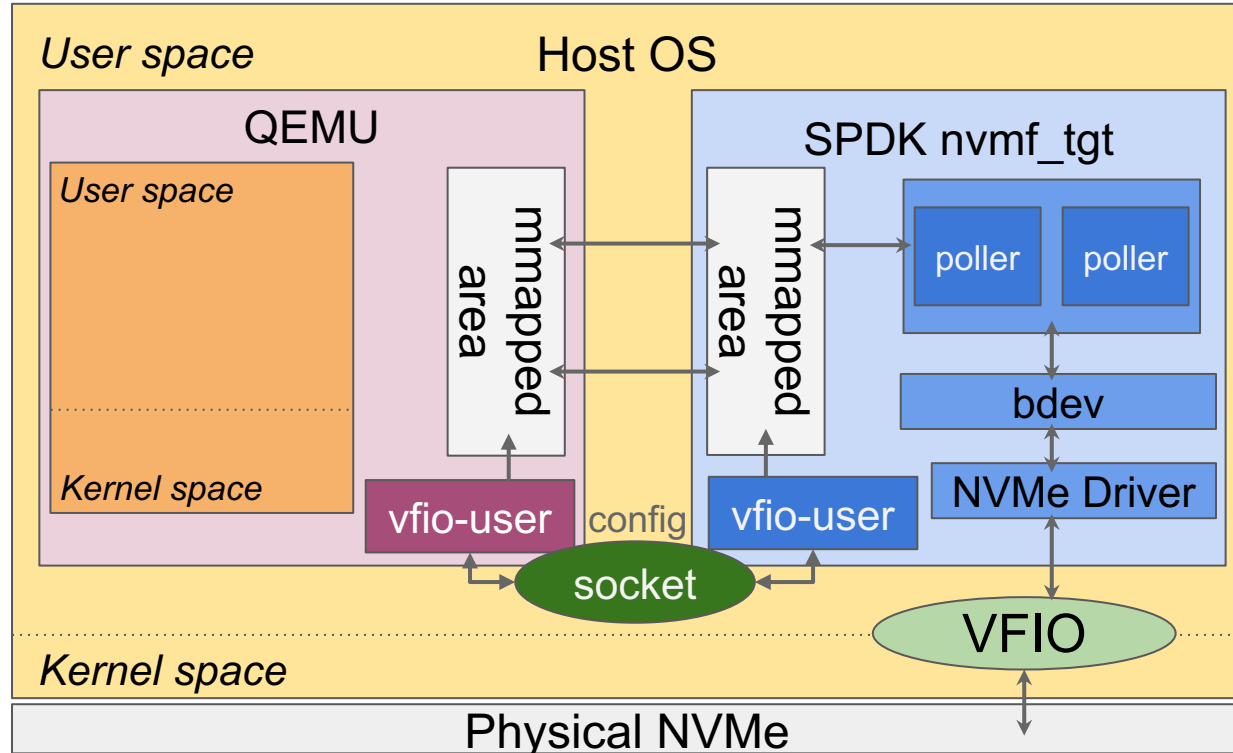 User space
Host OS
QEMU
SPDK nvmf_tgt
User space
Kernel space
mmapped
area
mmapped
area
poller
poller
bdev
NVMe Driver
vfio-user
config
vfio-user
socket
VFIO
Kernel space
Physical NVMe